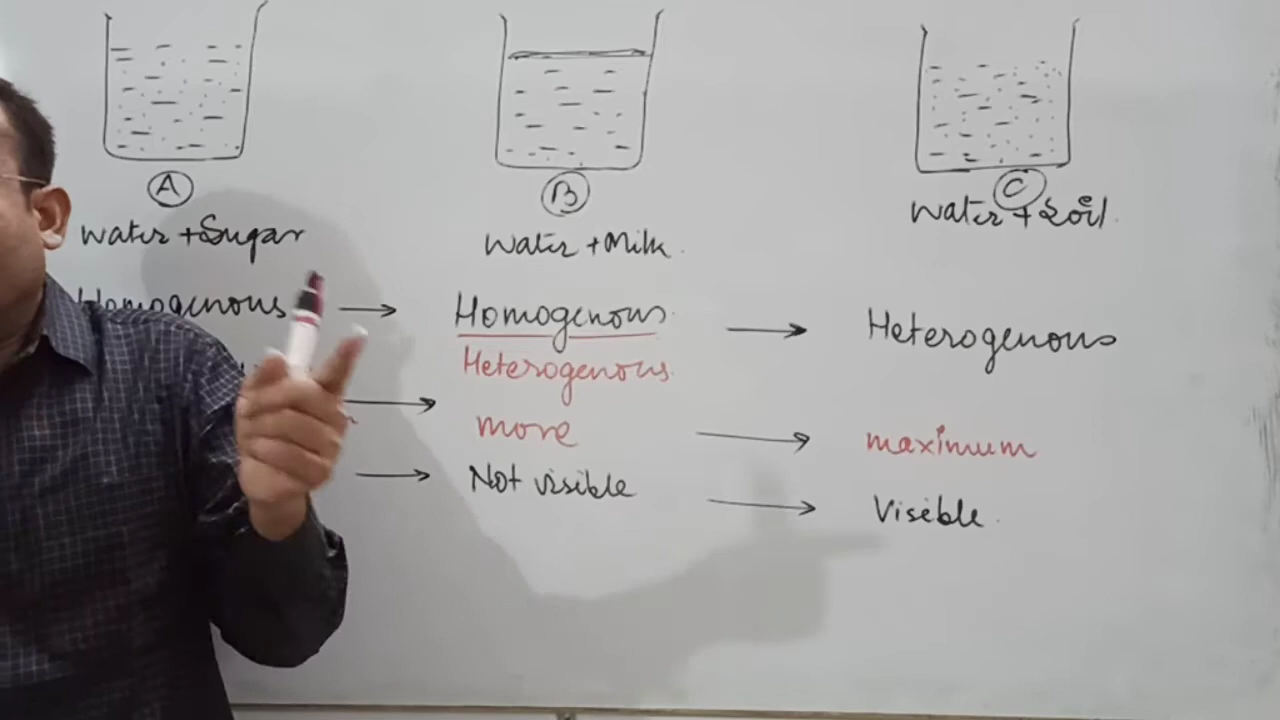 A
B
C
Water + Sugar
Water + Milk.
Water + Soil.
Homogenous → Homogenous. → Heterogenous
Heterogenous.
→ more → maximum
→ Not visible → Visible.